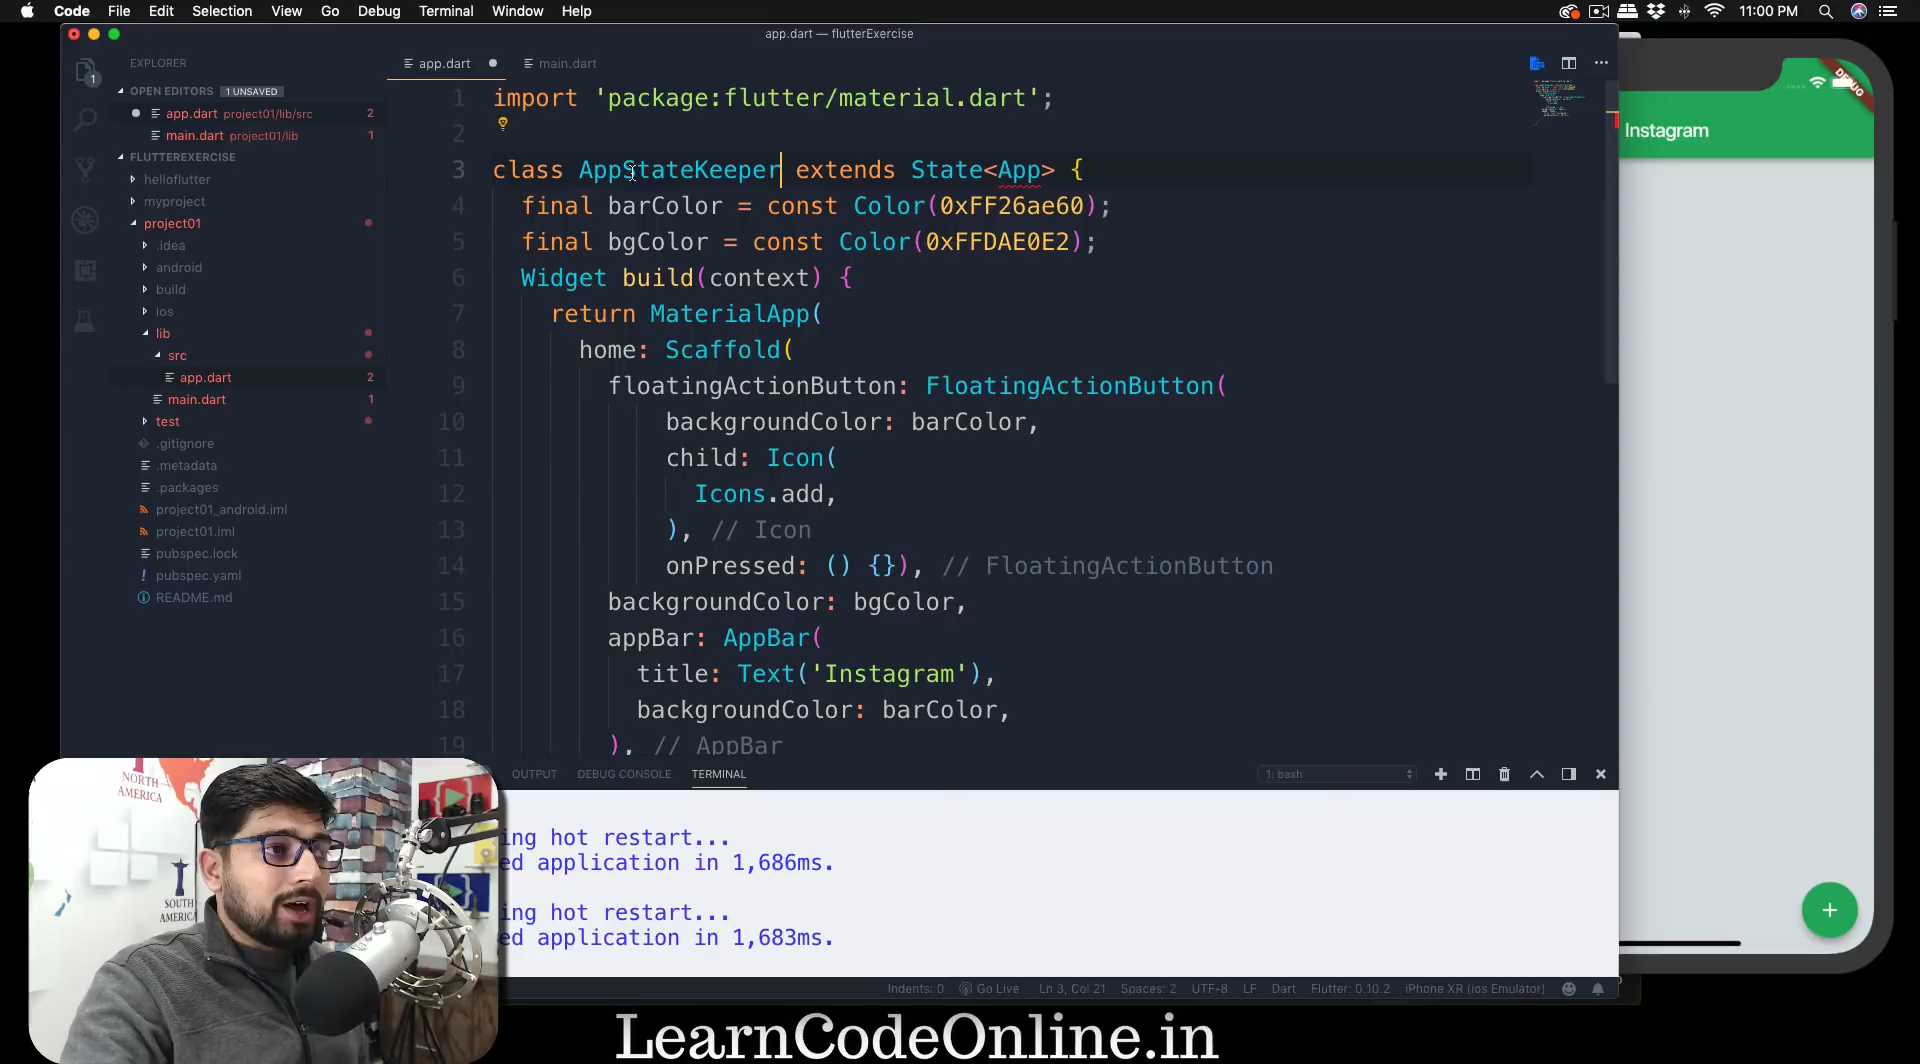 Code File Edit Selection View Go Debug Terminal Window Help 11:00 PM
app.dart — flutterExercise
EXPLORER
OPEN EDITORS 1 UNSAVED
app.dart project01/lib/src 2
main.dart project01/lib 1
FLUTTEREXERCISE
helloflutter
myproject
project01
.idea
android
build
ios
lib
src
app.dart 2
main.dart 1
test
.gitignore
.metadata
.packages
project01_android.iml
project01.iml
pubspec.lock
pubspec.yaml
README.md
1
app.dart main.dart
1 import 'package:flutter/material.dart';
2
3 class AppStateKeeper extends State<App> {
4 final barColor = const Color(0xFF26ae60);
5 final bgColor = const Color(0xFFDAE0E2);
6 Widget build(context) {
7 return MaterialApp(
8 home: Scaffold(
9 floatingActionButton: FloatingActionButton(
10 backgroundColor: barColor,
11 child: Icon(
12 Icons.add,
13 ), // Icon
14 onPressed: () {}), // FloatingActionButton
15 backgroundColor: bgColor,
16 appBar: AppBar(
17 title: Text('Instagram'),
18 backgroundColor: barColor,
19 ), // AppBar
OUTPUT DEBUG CONSOLE TERMINAL 1: bash
ing hot restart...
ed application in 1,686ms.
ing hot restart...
ed application in 1,683ms.
Indents: 0 Go Live Ln 3, Col 21 Spaces: 2 UTF-8 LF Dart Flutter: 0.10.2 iPhone XR (ios Emulator)
DEBUG
Instagram
NORTH
AMERICA
SOUTH
AMERICA
LearnCodeOnline.in